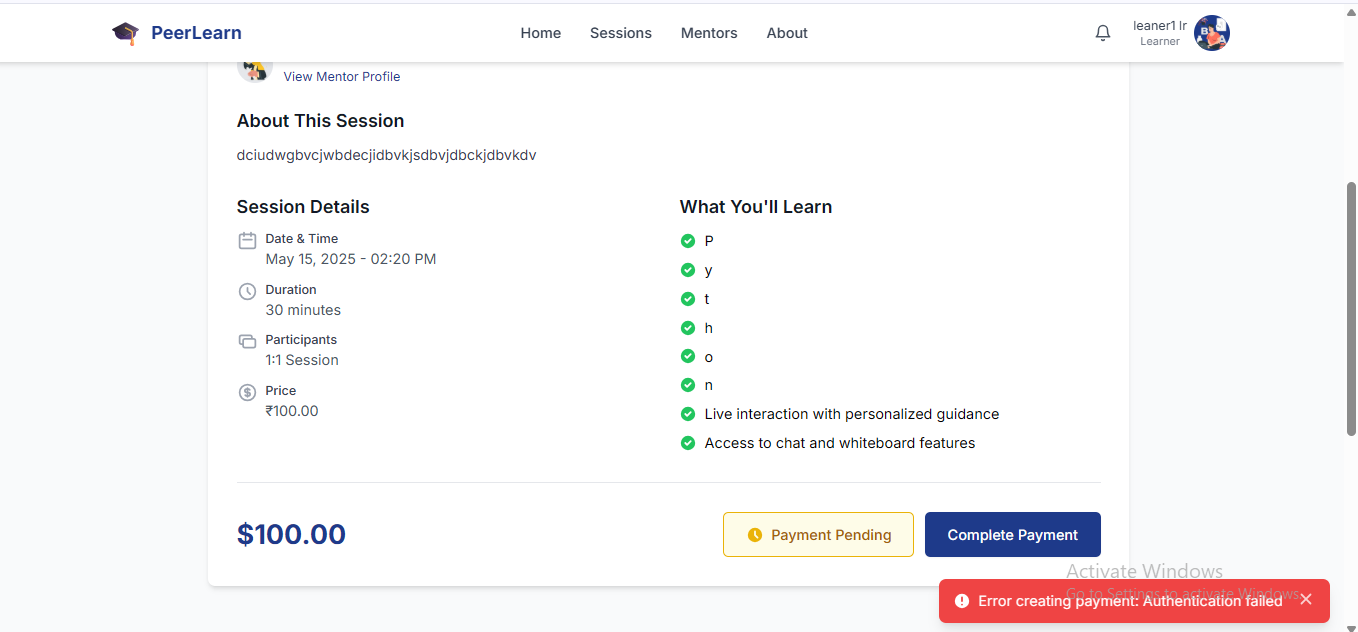 PeerLearn
Home Sessions Mentors About
leaner1 lr
Learner
View Mentor Profile
About This Session
dciudwgbvcjwbdecjidbvkjsdbvjdbckjdbvkdv
Session Details
Date & Time
May 15, 2025 - 02:20 PM
Duration
30 minutes
Participants
1:1 Session
Price
₹100.00
What You'll Learn
P
y
t
h
o
n
Live interaction with personalized guidance
Access to chat and whiteboard features
$100.00
Payment Pending
Complete Payment
Activate Windows
Go to Settings to activate Windows.
Error creating payment: Authentication failed